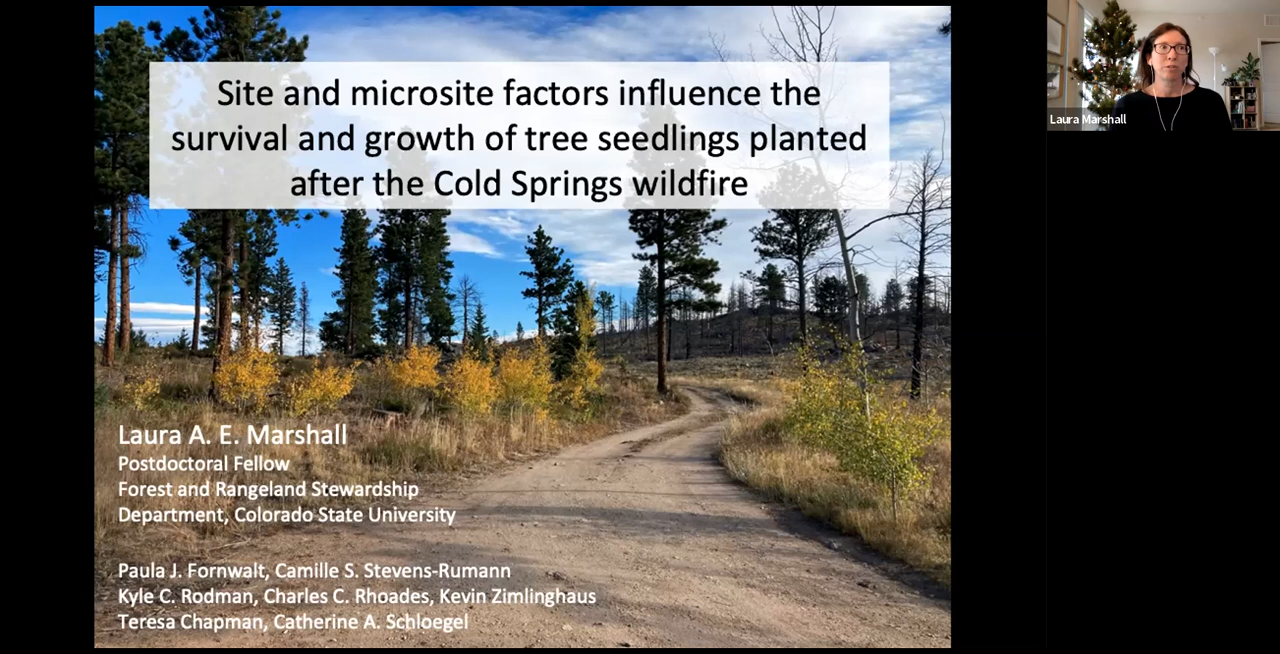 Site and microsite factors influence the
survival and growth of tree seedlings planted
after the Cold Springs wildfire
Laura A. E. Marshall
Postdoctoral Fellow
Forest and Rangeland Stewardship
Department, Colorado State University
Paula J. Fornwalt, Camille S. Stevens-Rumann
Kyle C. Rodman, Charles C. Rhoades, Kevin Zimlinghaus
Teresa Chapman, Catherine A. Schloegel
Laura Marshall